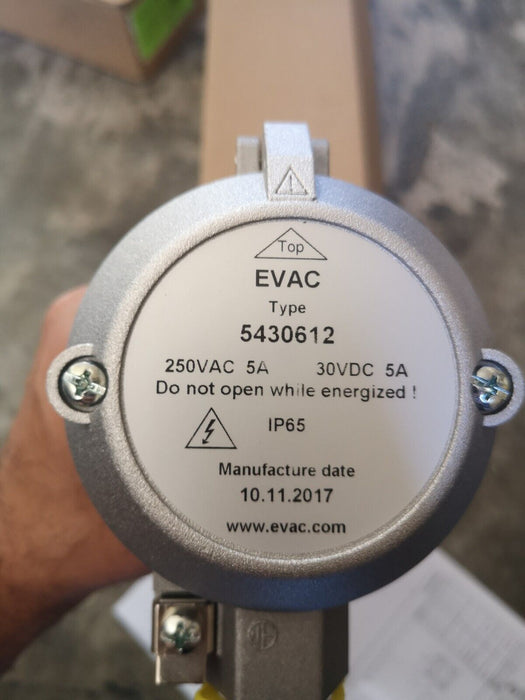 Top
EVAC
Type
5430612
250VAC 5A 30VDC 5A
Do not open while energized !
IP65
Manufacture date
10.11.2017
www.evac.com